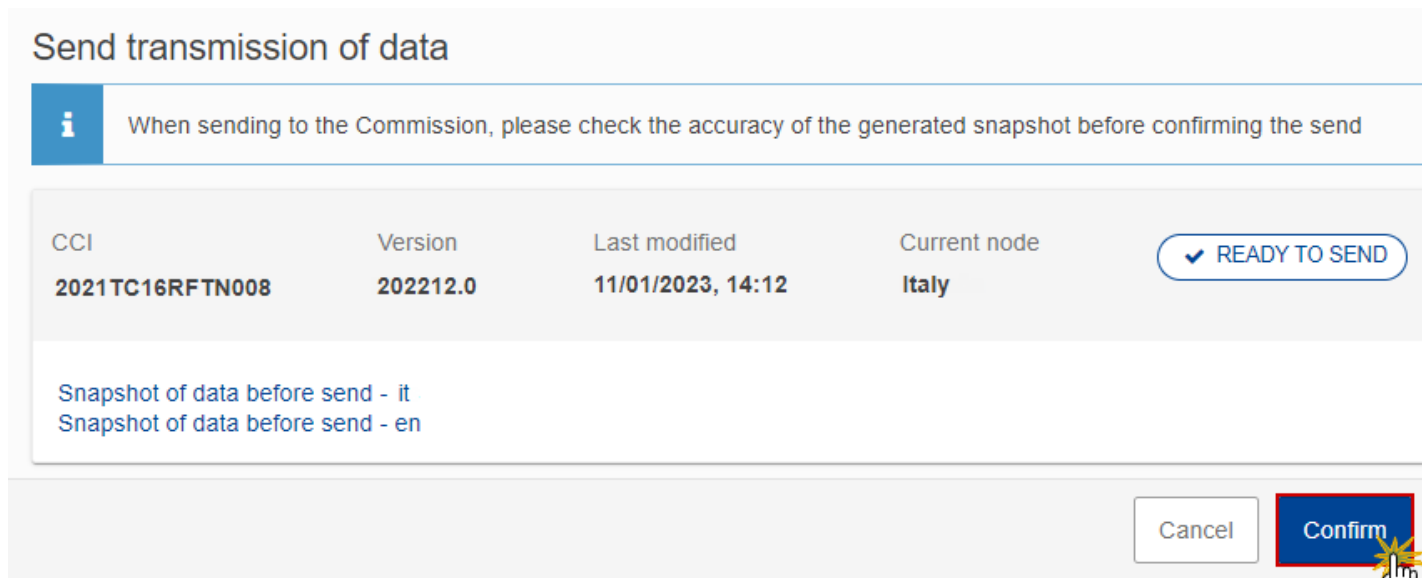 Send transmission of data
i When sending to the Commission, please check the accuracy of the generated snapshot before confirming the send
CCI Version Last modified Current node ✔ READY TO SEND
2021TC16RFTN008 202212.0 11/01/2023, 14:12 Italy
Snapshot of data before send - it
Snapshot of data before send - en
Cancel Confirm